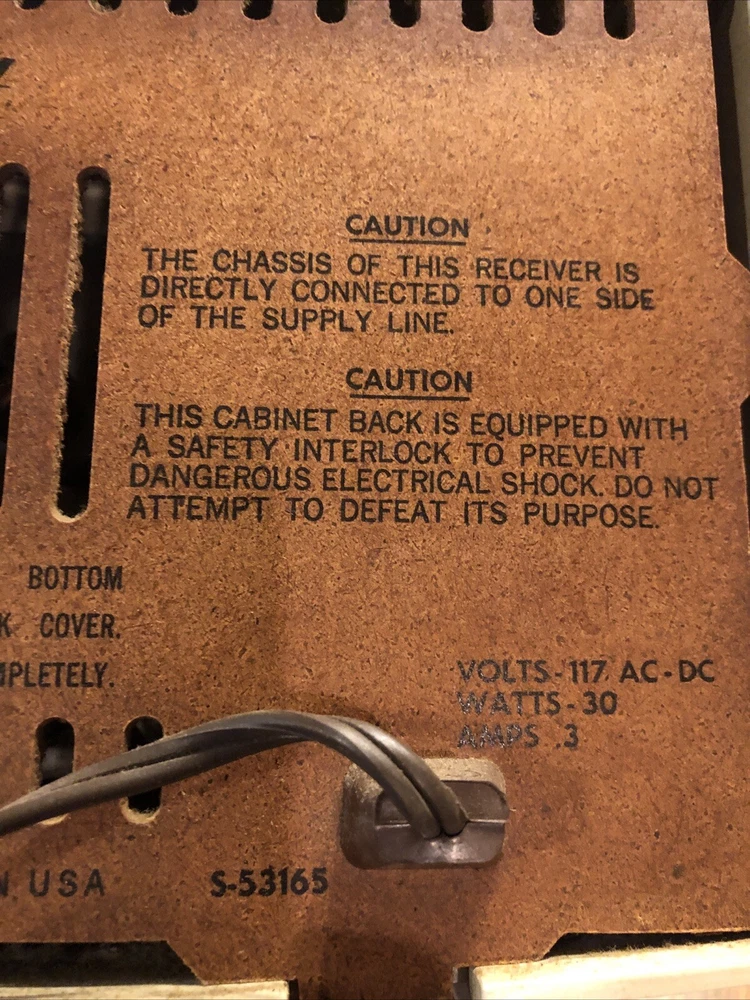 CAUTION
THE CHASSIS OF THIS RECEIVER IS
DIRECTLY CONNECTED TO ONE SIDE
OF THE SUPPLY LINE.
CAUTION
THIS CABINET BACK IS EQUIPPED WITH
A SAFETY INTERLOCK TO PREVENT
DANGEROUS ELECTRICAL SHOCK. DO NOT
ATTEMPT TO DEFEAT ITS PURPOSE.
BOTTOM
COVER.
VOLTS-117 AC-DC
WATTS-30
AMPS .3
USA
S-53165